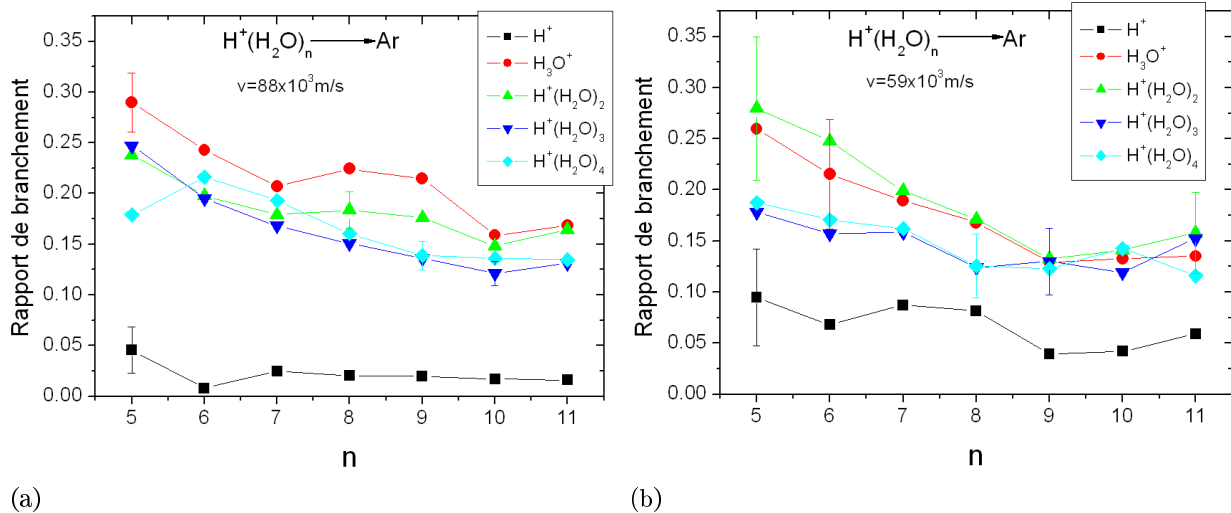 H⁺(H₂O)ₙ → Ar
v=88x10³m/s
H⁺
H₃O⁺
H⁺(H₂O)₂
H⁺(H₂O)₃
H⁺(H₂O)₄
Rapport de branchement
0.35
0.30
0.25
0.20
0.15
0.10
0.05
0.00
5 6 7 8 9 10 11
n
(a)
H⁺(H₂O)ₙ → Ar
v=59x10³m/s
H⁺
H₃O⁺
H⁺(H₂O)₂
H⁺(H₂O)₃
H⁺(H₂O)₄
Rapport de branchement
0.35
0.30
0.25
0.20
0.15
0.10
0.05
0.00
5 6 7 8 9 10 11
n
(b)